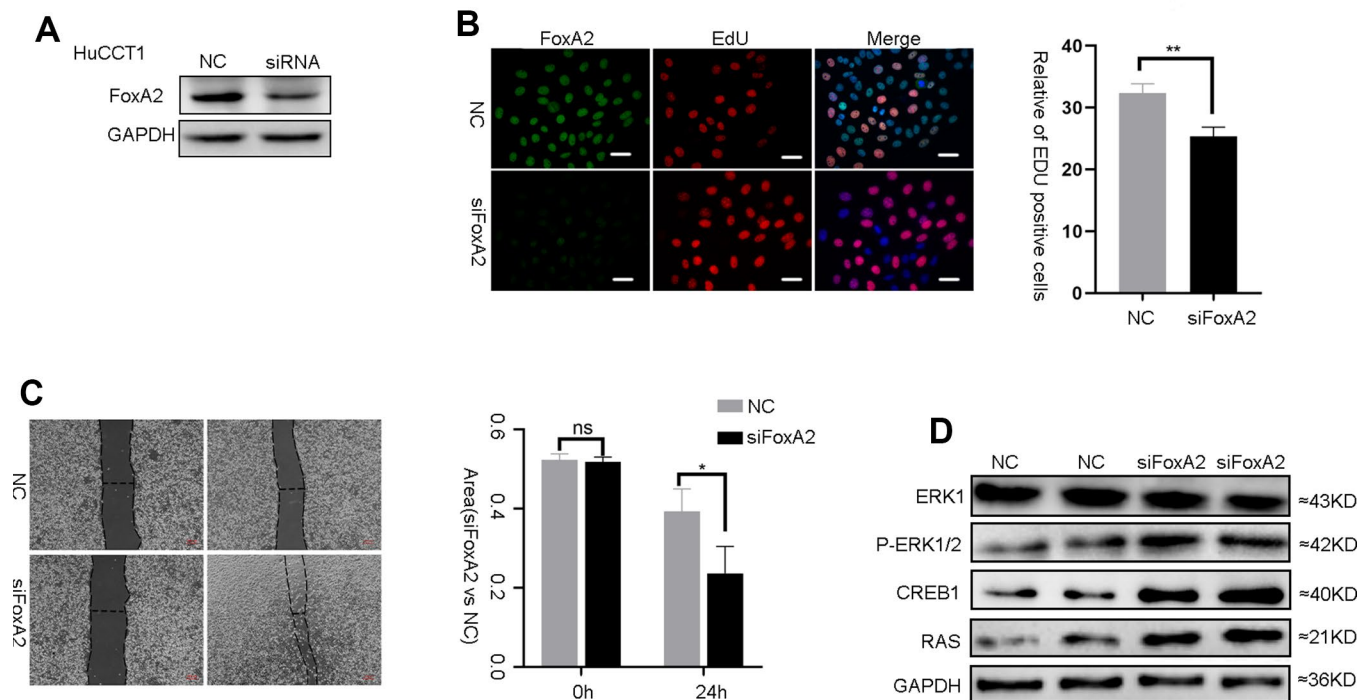 A
HuCCT1
NC siRNA
FoxA2
GAPDH
B
FoxA2 EdU Merge
NC
siFoxA2
Relative of EDU positive cells
40
30
20
10
0
**
NC siFoxA2
C
NC
siFoxA2
Area(siFoxA2 vs NC)
0.6
0.4
0.2
0.0
NC
siFoxA2
ns
*
0h 24h
D
NC NC siFoxA2 siFoxA2
ERK1 ≈43KD
P-ERK1/2 ≈42KD
CREB1 ≈40KD
RAS ≈21KD
GAPDH ≈36KD